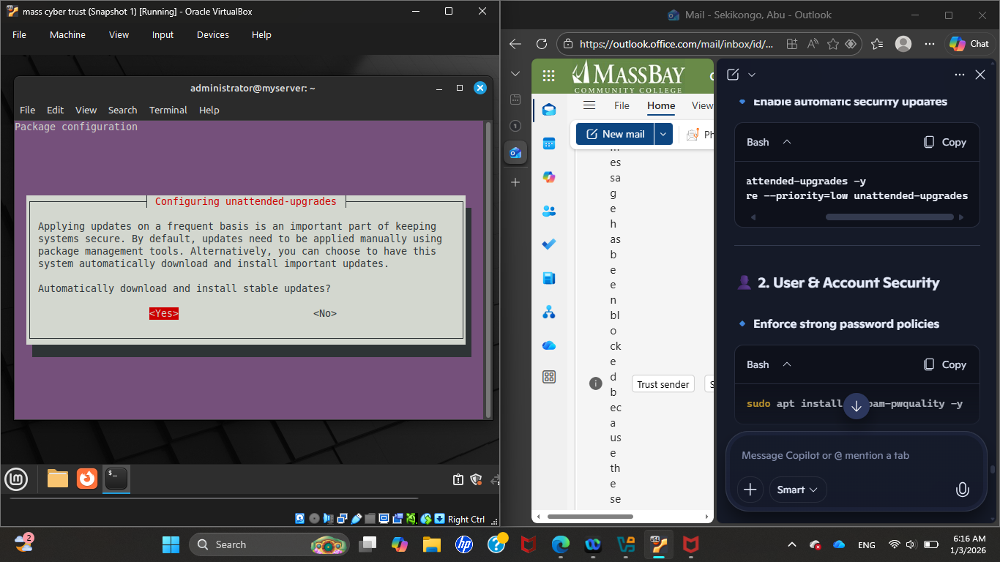 mass cyber trust (Snapshot 1) [Running] - Oracle VirtualBox
File Machine View Input Devices Help
administrator@myserver: ~
File Edit View Search Terminal Help
Package configuration
Configuring unattended-upgrades
Applying updates on a frequent basis is an important part of keeping
systems secure. By default, updates need to be applied manually using
package management tools. Alternatively, you can choose to have this
system automatically download and install important updates.
Automatically download and install stable updates?
<Yes> <No>
Right Ctrl
Mail - Sekikongo, Abu - Outlook
https://outlook.office.com/mail/inbox/id/...
Chat
MASSBAY
COMMUNITY COLLEGE
File Home View
New mail
Ph
es
sa
g
e
h
as
b
e
e
n
bl
o
ck
e
d
b
ec
a
us
e
th
e
se
Trust sender
S
Enable automatic security updates
Bash
Copy
attended-upgrades -y
re --priority=low unattended-upgrades
2. User & Account Security
Enforce strong password policies
Bash
Copy
sudo apt install pam-pwquality -y
Message Copilot or @ mention a tab
Smart
2
Search
hp
ENG
6:16 AM
1/3/2026